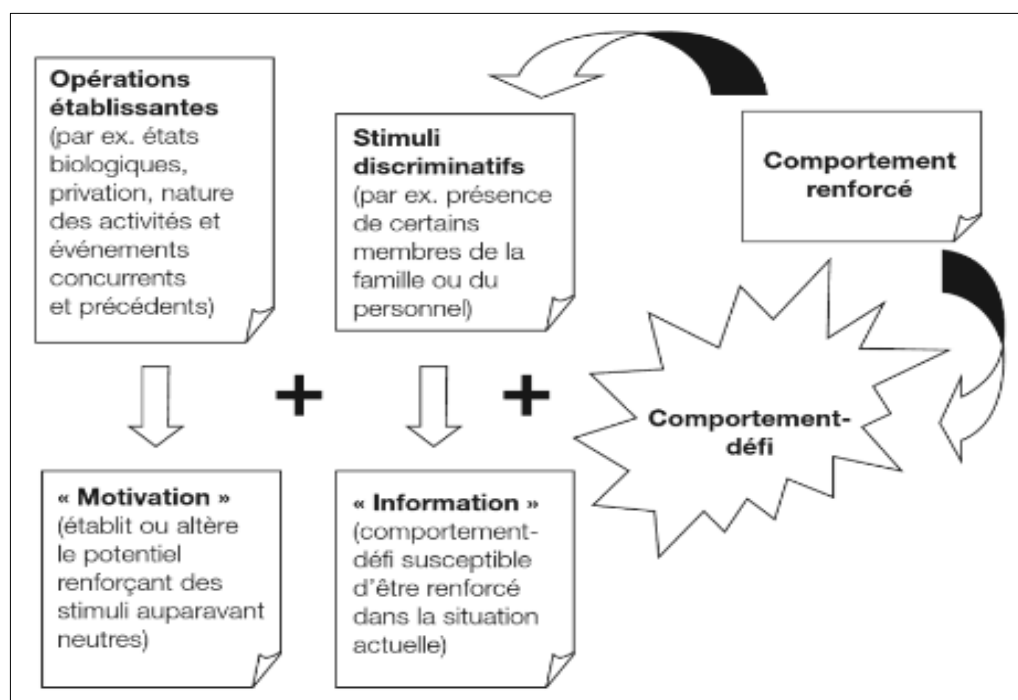 Opérations
établissantes
(par ex. états
biologiques,
privation, nature
des activités et
événements
concurrents
et précédents)
Stimuli
discriminatifs
(par ex. présence
de certains
membres de la
famille ou du
personnel)
Comportement
renforcé
+
+
Comportement-
défi
« Motivation »
(établit ou altère
le potentiel
renforçant des
stimuli auparavant
neutres)
« Information »
(comportement-
défi susceptible
d'être renforcé
dans la situation
actuelle)